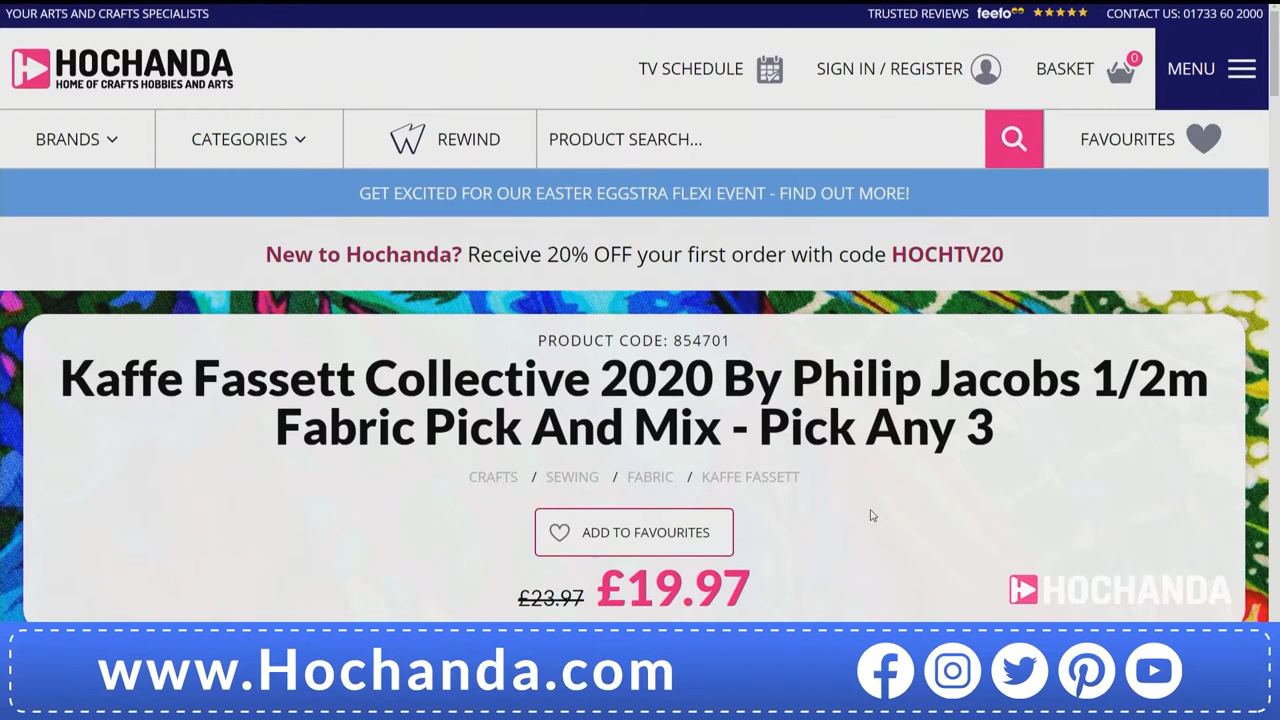 YOUR ARTS AND CRAFTS SPECIALISTS
TRUSTED REVIEWS feefo CONTACT US: 01733 60 2000
HOCHANDA
HOME OF CRAFTS HOBBIES AND ARTS
TV SCHEDULE SIGN IN / REGISTER BASKET 0 MENU
BRANDS CATEGORIES REWIND PRODUCT SEARCH... FAVOURITES
GET EXCITED FOR OUR EASTER EGGSTRA FLEXI EVENT - FIND OUT MORE!
New to Hochanda? Receive 20% OFF your first order with code HOCHTV20
PRODUCT CODE: 854701
Kaffe Fassett Collective 2020 By Philip Jacobs 1/2m
Fabric Pick And Mix - Pick Any 3
CRAFTS / SEWING / FABRIC / KAFFE FASSETT
ADD TO FAVOURITES
£23.97 £19.97
HOCHANDA
www.Hochanda.com